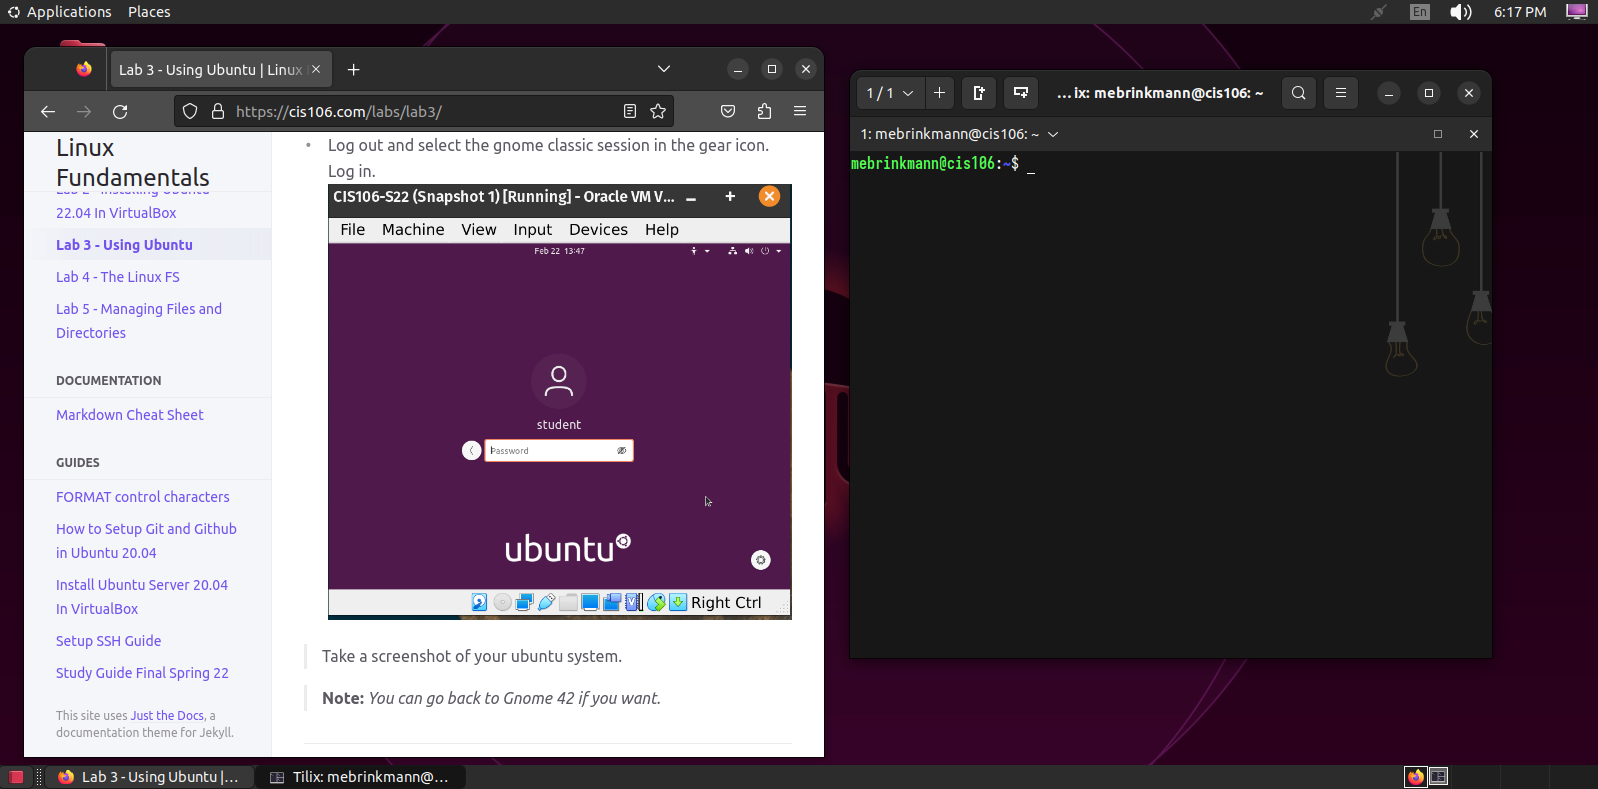 Applications Places
En 6:17 PM
Lab 3 - Using Ubuntu | Linux
https://cis106.com/labs/lab3/
Linux
Fundamentals
Lab 2 - Installing Ubuntu
22.04 In VirtualBox
Lab 3 - Using Ubuntu
Lab 4 - The Linux FS
Lab 5 - Managing Files and
Directories
DOCUMENTATION
Markdown Cheat Sheet
GUIDES
FORMAT control characters
How to Setup Git and Github
in Ubuntu 20.04
Install Ubuntu Server 20.04
In VirtualBox
Setup SSH Guide
Study Guide Final Spring 22
This site uses Just the Docs, a
documentation theme for Jekyll.
• Log out and select the gnome classic session in the gear icon.
Log in.
CIS106-S22 (Snapshot 1) [Running] - Oracle VM V...
File Machine View Input Devices Help
Feb 22 13:47
student
Password
ubuntu
Right Ctrl
Take a screenshot of your ubuntu system.
Note: You can go back to Gnome 42 if you want.
1 / 1
...ix: mebrinkmann@cis106: ~
1: mebrinkmann@cis106: ~
mebrinkmann@cis106:~$ _
Lab 3 - Using Ubuntu |...
Tilix: mebrinkmann@...